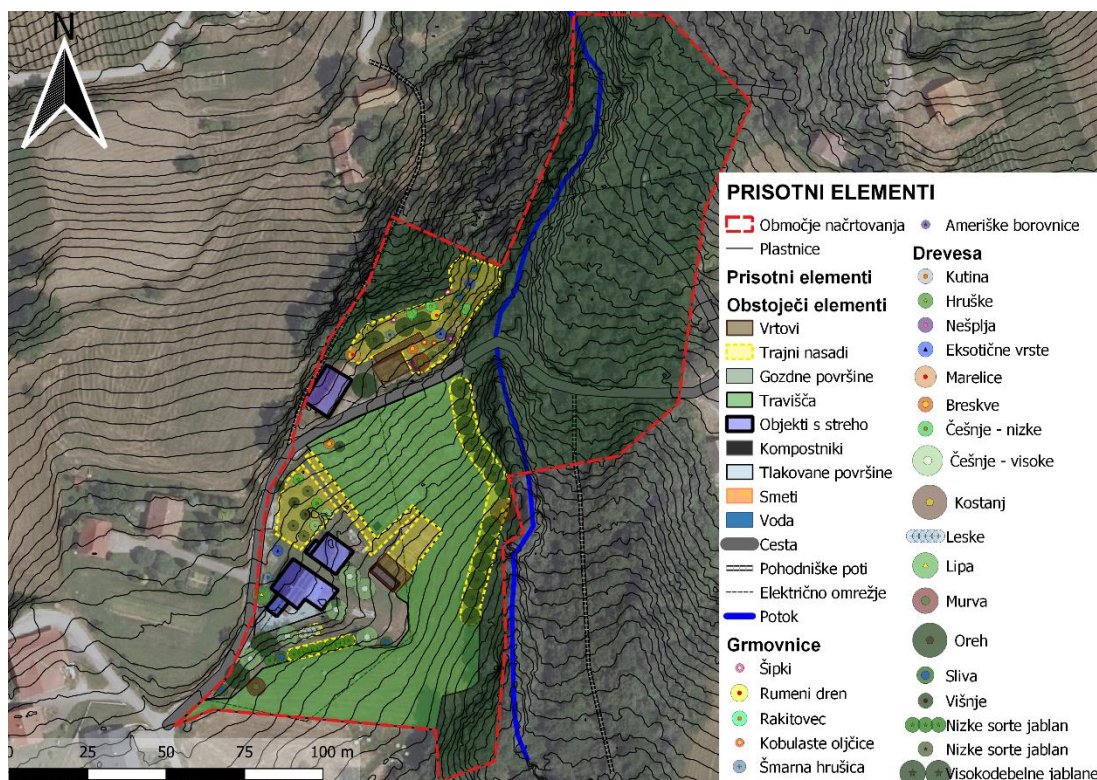 N
PRISOTNI ELEMENTI
Območje načrtovanja
Plastnice
Prisotni elementi
Obstoječi elementi
Vrtovi
Trajni nasadi
Gozdne površine
Travišča
Objekti s streho
Kompostniki
Tlakovane površine
Smeti
Voda
Cesta
Pohodniške poti
Električno omrežje
Potok
Grmovnice
Šipki
Rumeni dren
Rakitovec
Kobulaste oljčice
Šmarna hrušica
Ameriške borovnice
Drevesa
Kutina
Hruške
Nešplja
Eksotične vrste
Marelice
Breskve
Češnje - nizke
Češnje - visoke
Kostanj
Leske
Lipa
Murva
Oreh
Sliva
Višnje
Nizke sorte jablan
Nizke sorte jablan
Visokodebelne jablane
0 25 50 75 100 m